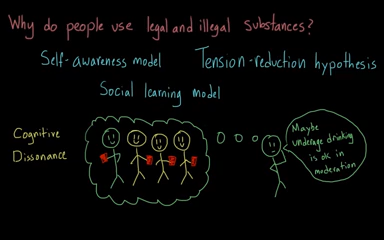 Why do people use legal and illegal substances?
Self-awareness model
Tension-reduction hypothesis
Social learning model
Cognitive
Dissonance
Maybe
underage drinking
is ok in
moderation